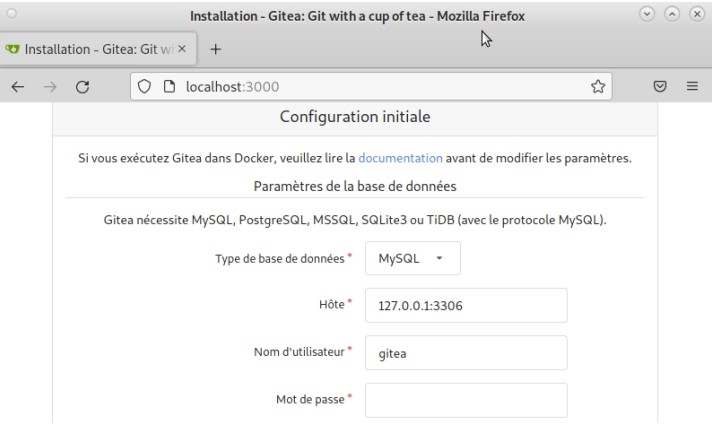 Installation - Gitea: Git with a cup of tea - Mozilla Firefox
Installation - Gitea: Git wi
localhost:3000
Configuration initiale
Si vous exécutez Gitea dans Docker, veuillez lire la documentation avant de modifier les paramètres.
Paramètres de la base de données
Gitea nécessite MySQL, PostgreSQL, MSSQL, SQLite3 ou TiDB (avec le protocole MySQL).
Type de base de données * MySQL
Hôte * 127.0.0.1:3306
Nom d'utilisateur * gitea
Mot de passe *